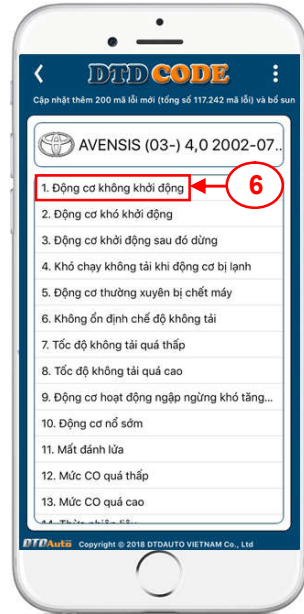 DTD CODE
Cập nhật thêm 200 mã lỗi mới (tổng số 117.242 mã lỗi) và bổ sun
AVENSIS (03-) 4,0 2002-07..
1. Động cơ không khởi động
6
2. Động cơ khó khởi động
3. Động cơ khởi động sau đó dừng
4. Khó chạy không tải khi động cơ bị lạnh
5. Động cơ thường xuyên bị chết máy
6. Không ổn định chế độ không tải
7. Tốc độ không tải quá thấp
8. Tốc độ không tải quá cao
9. Động cơ hoạt động ngập ngừng khó tăng...
10. Động cơ nổ sớm
11. Mất đánh lửa
12. Mức CO quá thấp
13. Mức CO quá cao
14. Thừa nhiên liệu
DTDAuto Copyright © 2018 DTDAUTO VIETNAM Co., Ltd